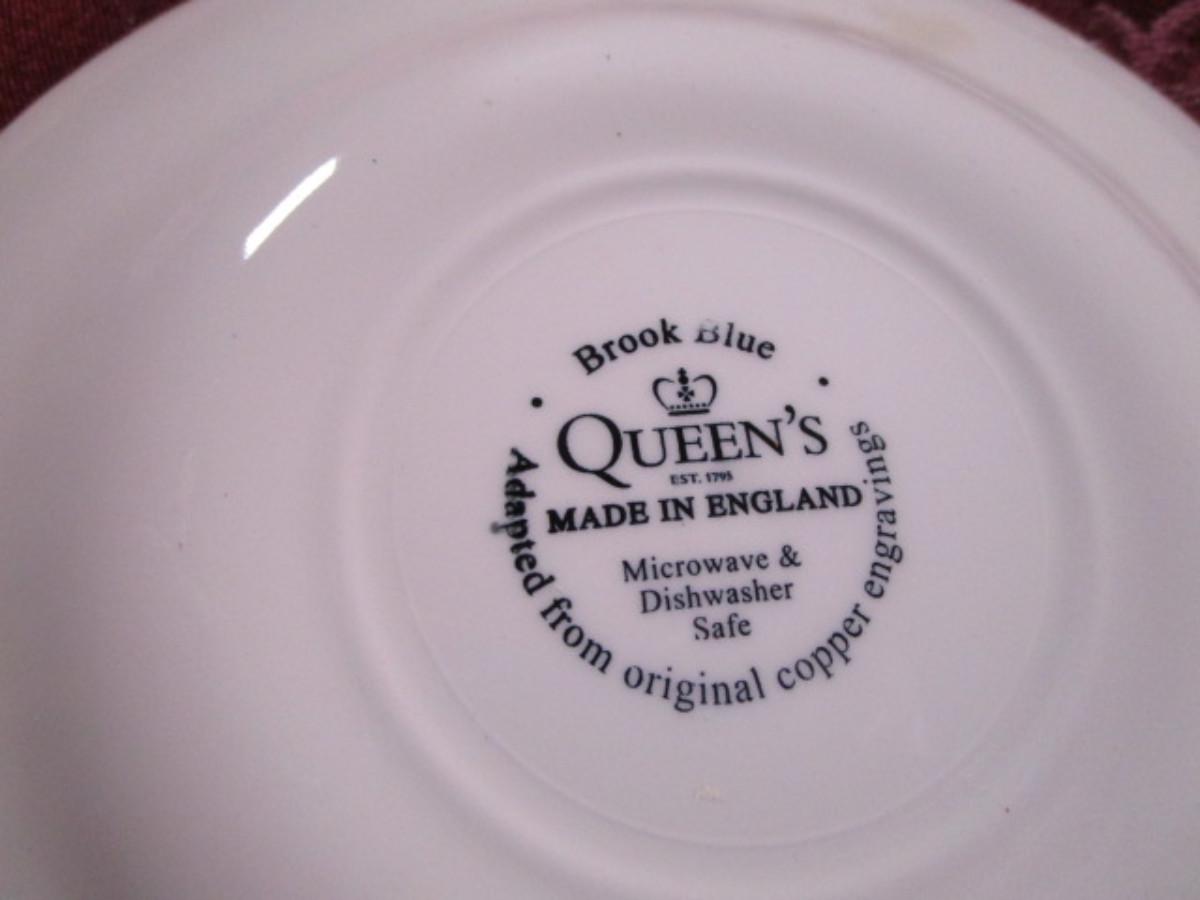 Brook Blue
QUEEN'S
EST. 1795
MADE IN ENGLAND
Microwave &
Dishwasher
Safe
Adapted from original copper engravings